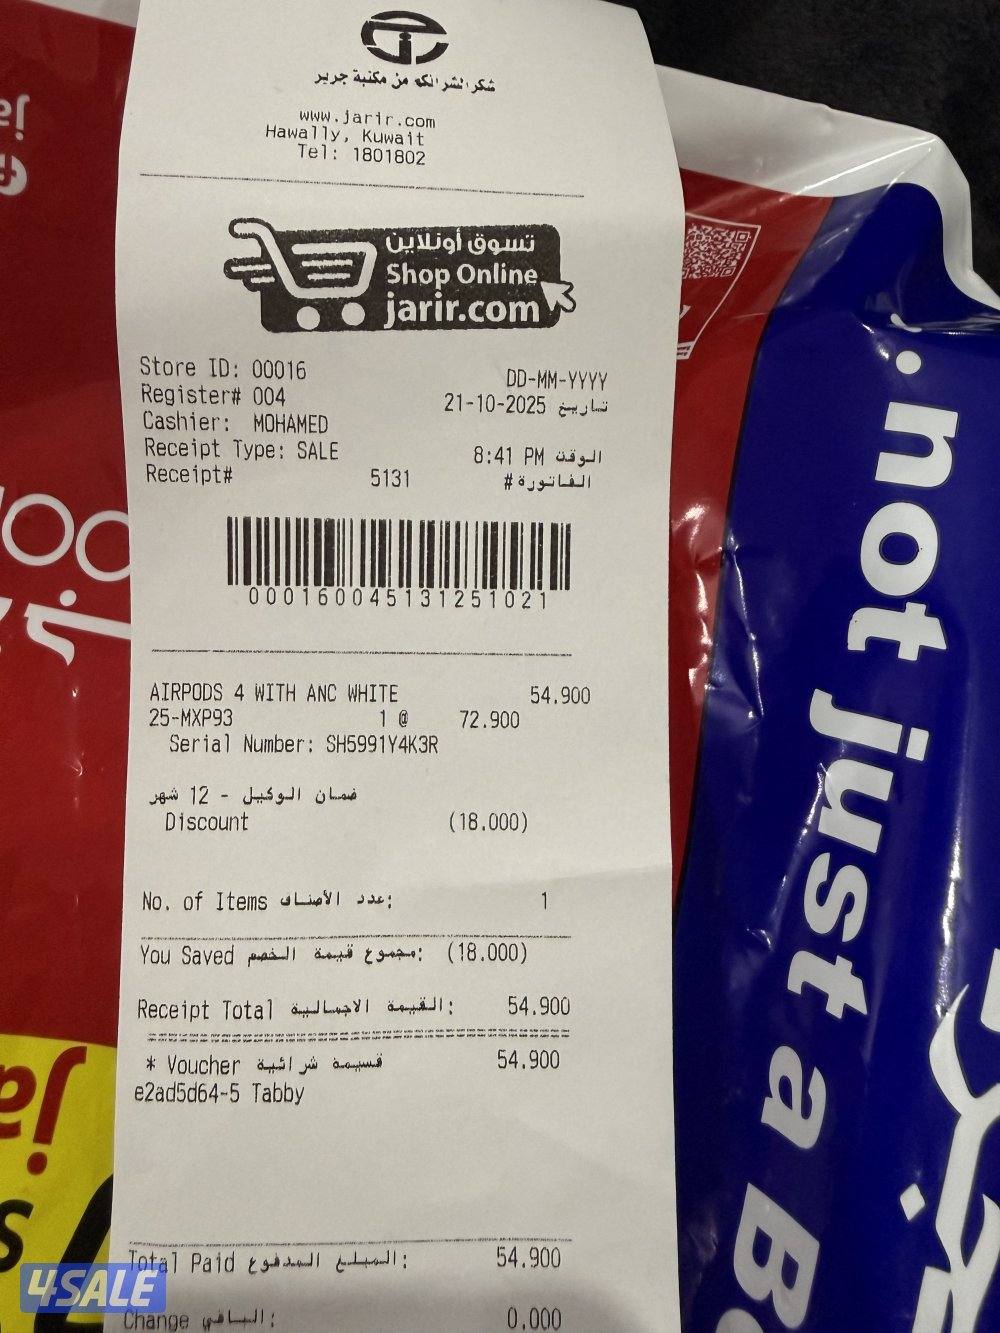 شكرا لشرائكم من مكتبة جرير
www.jarir.com
Hawally, Kuwait
Tel: 1801802
تسوق أونلاين
Shop Online
jarir.com
Store ID: 00016
DD-MM-YYYY
Register# 004
21-10-2025 تاريخ
Cashier: MOHAMED
Receipt Type: SALE
8:41 PM الوقت
Receipt# 5131 الفاتورة #
000160045131251021
AIRPODS 4 WITH ANC WHITE 54.900
25-MXP93 1 @ 72.900
Serial Number: SH5991Y4K3R
ضمان الوكيل - 12 شهر
Discount (18.000)
No. of Items عدد الأصناف: 1
You Saved مجموع قيمة الخصم: (18.000)
Receipt Total القيمة الاجمالية: 54.900
* Voucher قسيمة شرائية 54.900
e2ad5d64-5 Tabby
Total Paid المبلغ المدفوع: 54.900
Change الباقي: 0.000
4SALE
not just a B